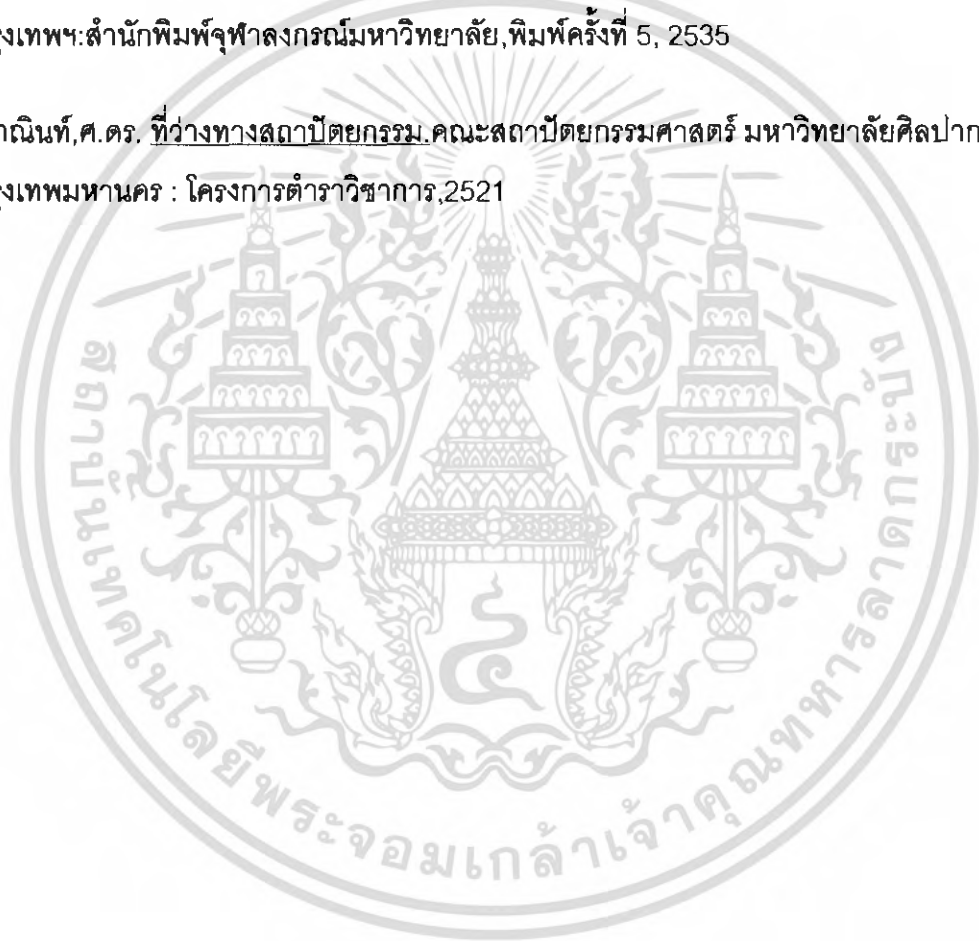 งเทพฯ:สำนักพิมพ์จุฬาลงกรณ์มหาวิทยาลัย,พิมพ์ครั้งที่ 5, 2535
าณินท์,ศ.ดร. ที่ว่างทางสถาปัตยกรรม.คณะสถาปัตยกรรมศาสตร์ มหาวิทยาลัยศิลปาก
งเทพมหานคร : โครงการตำราวิชาการ,2521
สถาบันเทคโนโลยีพระจอมเกล้าเจ้าคุณทหารลาดกระบัง
๔